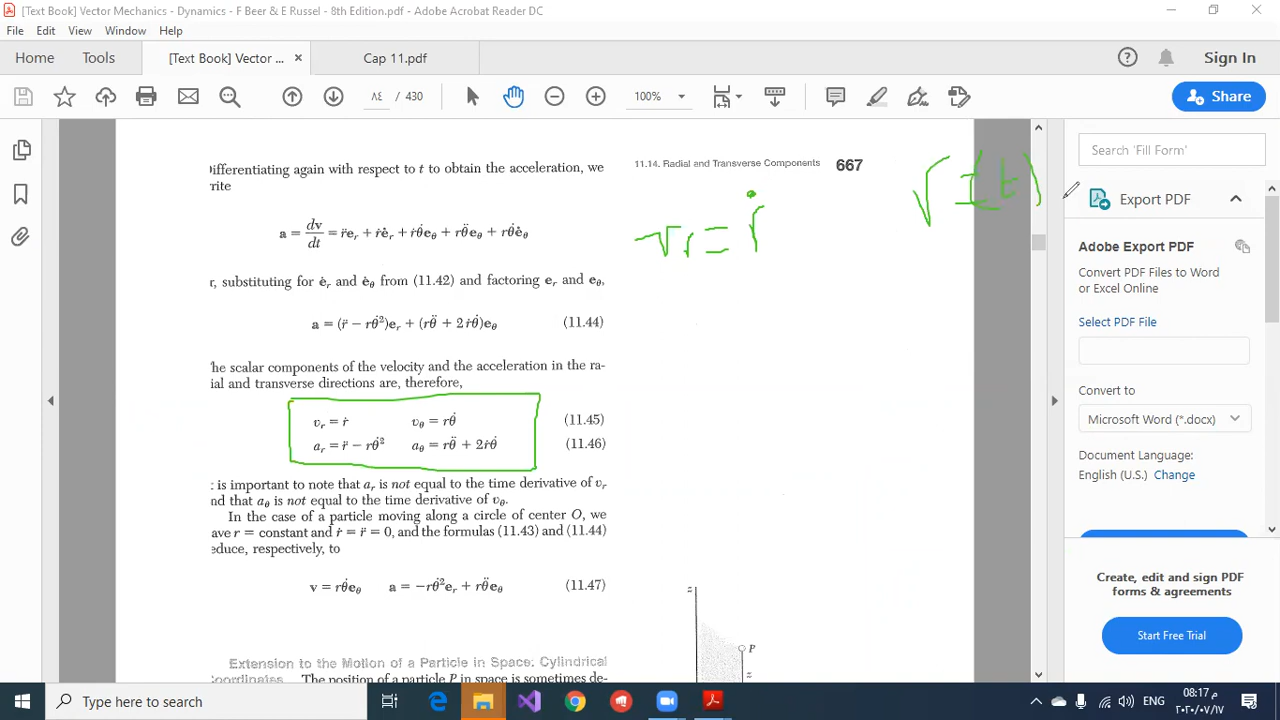 [Text Book] Vector Mechanics - Dynamics - F Beer & E Russel - 8th Edition.pdf - Adobe Acrobat Reader DC
File Edit View Window Help
Home Tools [Text Book] Vector ... × Cap 11.pdf Sign In
٨٤ / 430 100% Share
11.14. Radial and Transverse Components 667
ifferentiating again with respect to t to obtain the acceleration, we
rite
a = dv/dt = r̈e_r + ṙė_r + ṙθ̇e_θ + rθ̈e_θ + rθ̇ė_θ
r, substituting for ė_r and ė_θ from (11.42) and factoring e_r and e_θ,
a = (r̈ − rθ̇²)e_r + (rθ̈ + 2ṙθ̇)e_θ (11.44)
he scalar components of the velocity and the acceleration in the ra-
ial and transverse directions are, therefore,
v_r = ṙ v_θ = rθ̇ (11.45)
a_r = r̈ − rθ̇² a_θ = rθ̈ + 2ṙθ̇ (11.46)
is important to note that a_r is not equal to the time derivative of v_r
nd that a_θ is not equal to the time derivative of v_θ.
In the case of a particle moving along a circle of center O, we
ave r = constant and ṙ = r̈ = 0, and the formulas (11.43) and (11.44)
educe, respectively, to
v = rθ̇e_θ a = −rθ̇²e_r + rθ̈e_θ (11.47)
Extension to the Motion of a Particle in Space: Cylindrical
oordinates. The position of a particle P in space is sometimes de-
vr = ṙ
z
P
z
Search 'Fill Form'
Export PDF
Adobe Export PDF
Convert PDF Files to Word
or Excel Online
Select PDF File
Convert to
Microsoft Word (*.docx)
Document Language:
English (U.S.) Change
Create, edit and sign PDF
forms & agreements
Start Free Trial
Type here to search
ENG
08:17 م
٢٠٢٠/٠٧/١٧